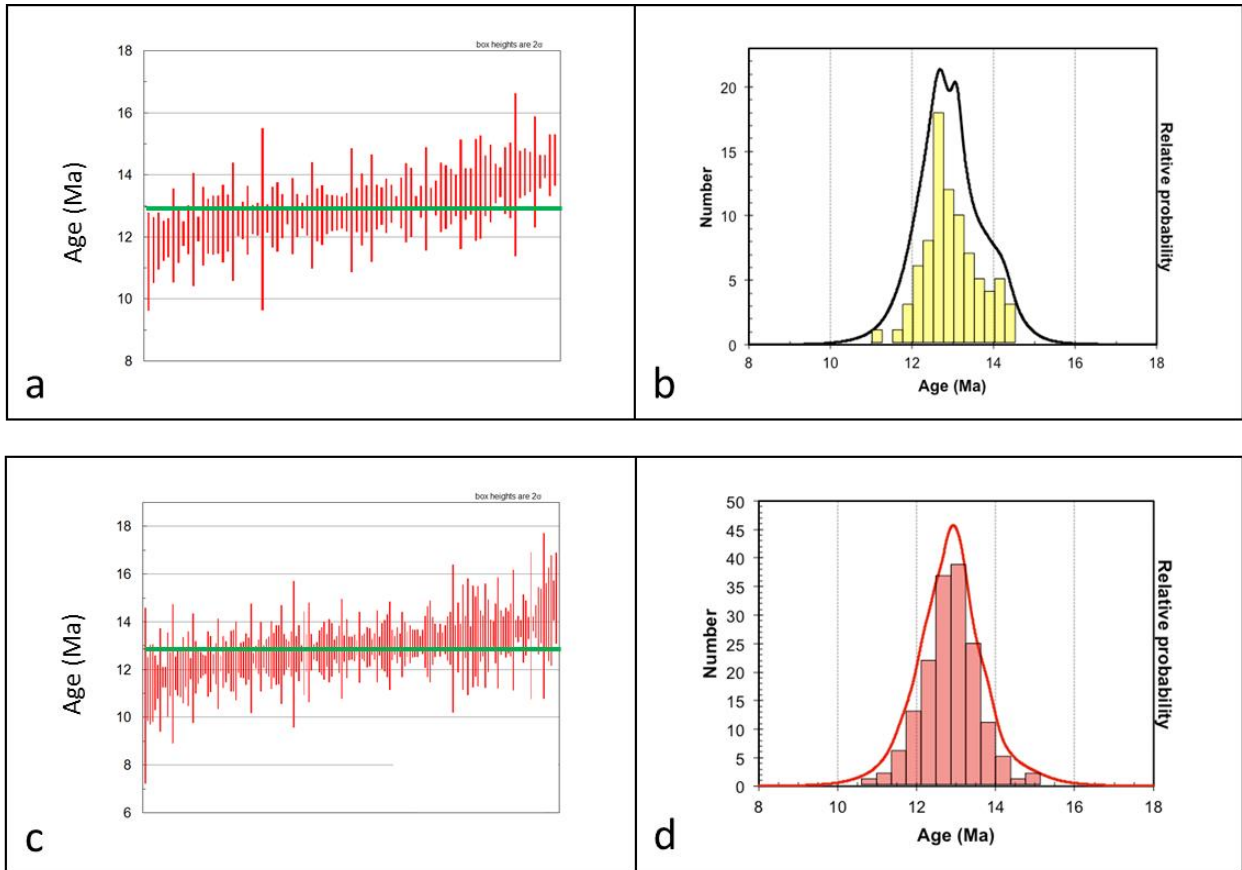 box heights are 2σ
Age (Ma)
18
16
14
12
10
8
a
Number
20
15
10
5
0
8 10 12 14 16 18
Age (Ma)
Relative probability
b
box heights are 2σ
Age (Ma)
18
16
14
12
10
8
6
c
Number
50
45
40
35
30
25
20
15
10
5
0
8 10 12 14 16 18
Age (Ma)
Relative probability
d